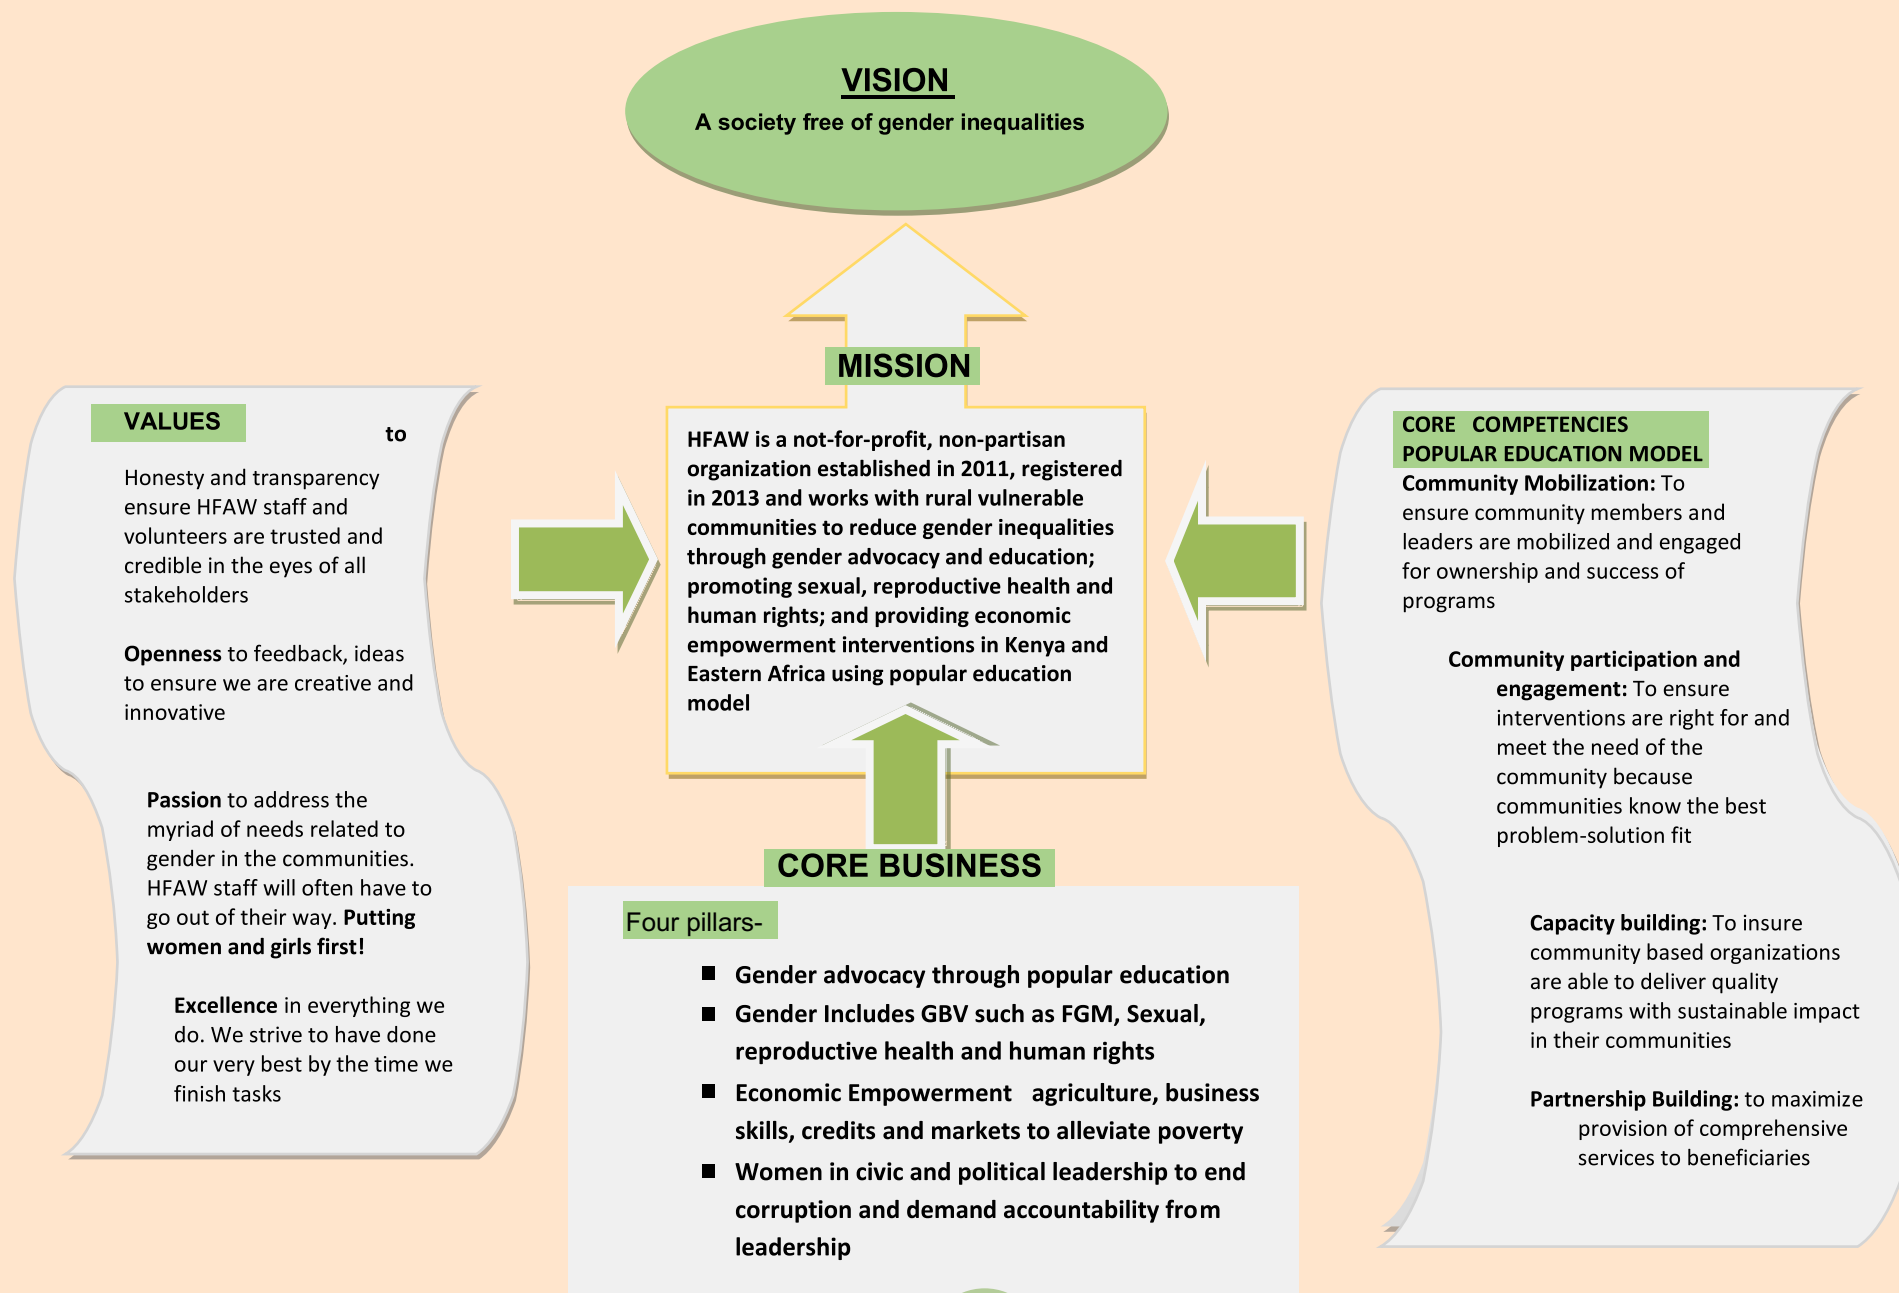 VISION
A society free of gender inequalities
MISSION
VALUES
to
Honesty and transparency
ensure HFAW staff and
volunteers are trusted and
credible in the eyes of all
stakeholders
Openness to feedback, ideas
to ensure we are creative and
innovative
Passion to address the
myriad of needs related to
gender in the communities.
HFAW staff will often have to
go out of their way. Putting
women and girls first!
Excellence in everything we
do. We strive to have done
our very best by the time we
finish tasks
HFAW is a not-for-profit, non-partisan
organization established in 2011, registered
in 2013 and works with rural vulnerable
communities to reduce gender inequalities
through gender advocacy and education;
promoting sexual, reproductive health and
human rights; and providing economic
empowerment interventions in Kenya and
Eastern Africa using popular education
model
CORE BUSINESS
Four pillars-
■ Gender advocacy through popular education
■ Gender Includes GBV such as FGM, Sexual,
reproductive health and human rights
■ Economic Empowerment agriculture, business
skills, credits and markets to alleviate poverty
■ Women in civic and political leadership to end
corruption and demand accountability from
leadership
CORE COMPETENCIES
POPULAR EDUCATION MODEL
Community Mobilization: To
ensure community members and
leaders are mobilized and engaged
for ownership and success of
programs
Community participation and
engagement: To ensure
interventions are right for and
meet the need of the
community because
communities know the best
problem-solution fit
Capacity building: To insure
community based organizations
are able to deliver quality
programs with sustainable impact
in their communities
Partnership Building: to maximize
provision of comprehensive
services to beneficiaries